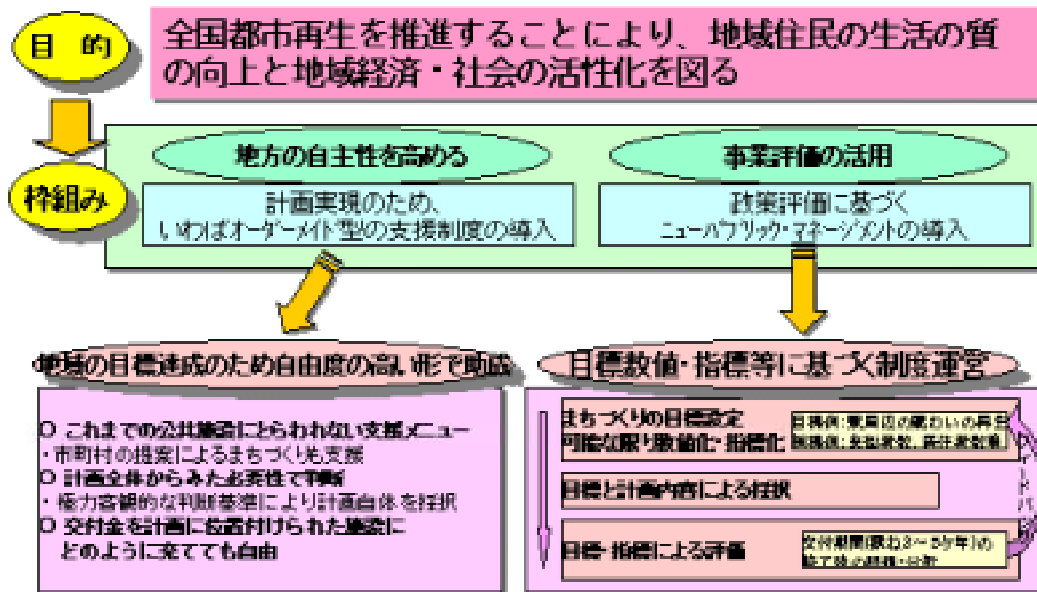 目 的
全国都市再生を推進することにより、地域住民の生活の質
の向上と地域経済・社会の活性化を図る
枠組み
地方の自主性を高める
計画実現のため、
いわばオーダーメイド型の支援制度の導入
事業評価の活用
政策評価に基づく
ニューパブリック・マネージメントの導入
地域の目標達成のため自由度の高い形で助成
○ これまでの公共施設にとらわれない支援メニュー
・市町村の提案によるまちづくりも支援
○ 計画全体からみた必要性で判断
・極力客観的な判断基準により計画自体を採択
○ 交付金を計画に位置付けられた施設に
どのように充てても自由
目標数値・指標等に基づく制度運営
まちづくりの目標設定
可能な限り数値化・指標化
目標と計画内容による採択
目標・指標による評価